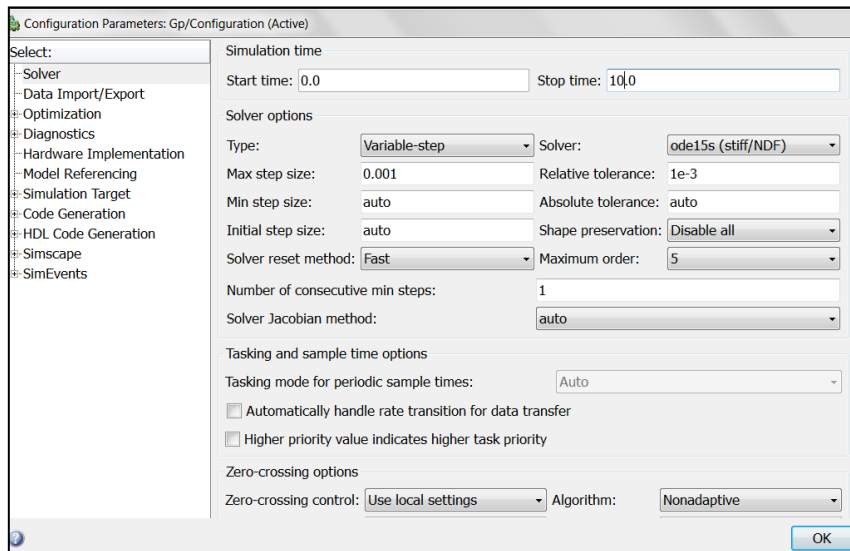 Configuration Parameters: Gp/Configuration (Active)
Select:
Solver
Data Import/Export
Optimization
Diagnostics
Hardware Implementation
Model Referencing
Simulation Target
Code Generation
HDL Code Generation
Simscape
SimEvents
Simulation time
Start time: 0.0 Stop time: 10.0
Solver options
Type: Variable-step Solver: ode15s (stiff/NDF)
Max step size: 0.001 Relative tolerance: 1e-3
Min step size: auto Absolute tolerance: auto
Initial step size: auto Shape preservation: Disable all
Solver reset method: Fast Maximum order: 5
Number of consecutive min steps: 1
Solver Jacobian method: auto
Tasking and sample time options
Tasking mode for periodic sample times: Auto
Automatically handle rate transition for data transfer
Higher priority value indicates higher task priority
Zero-crossing options
Zero-crossing control: Use local settings Algorithm: Nonadaptive
?
OK